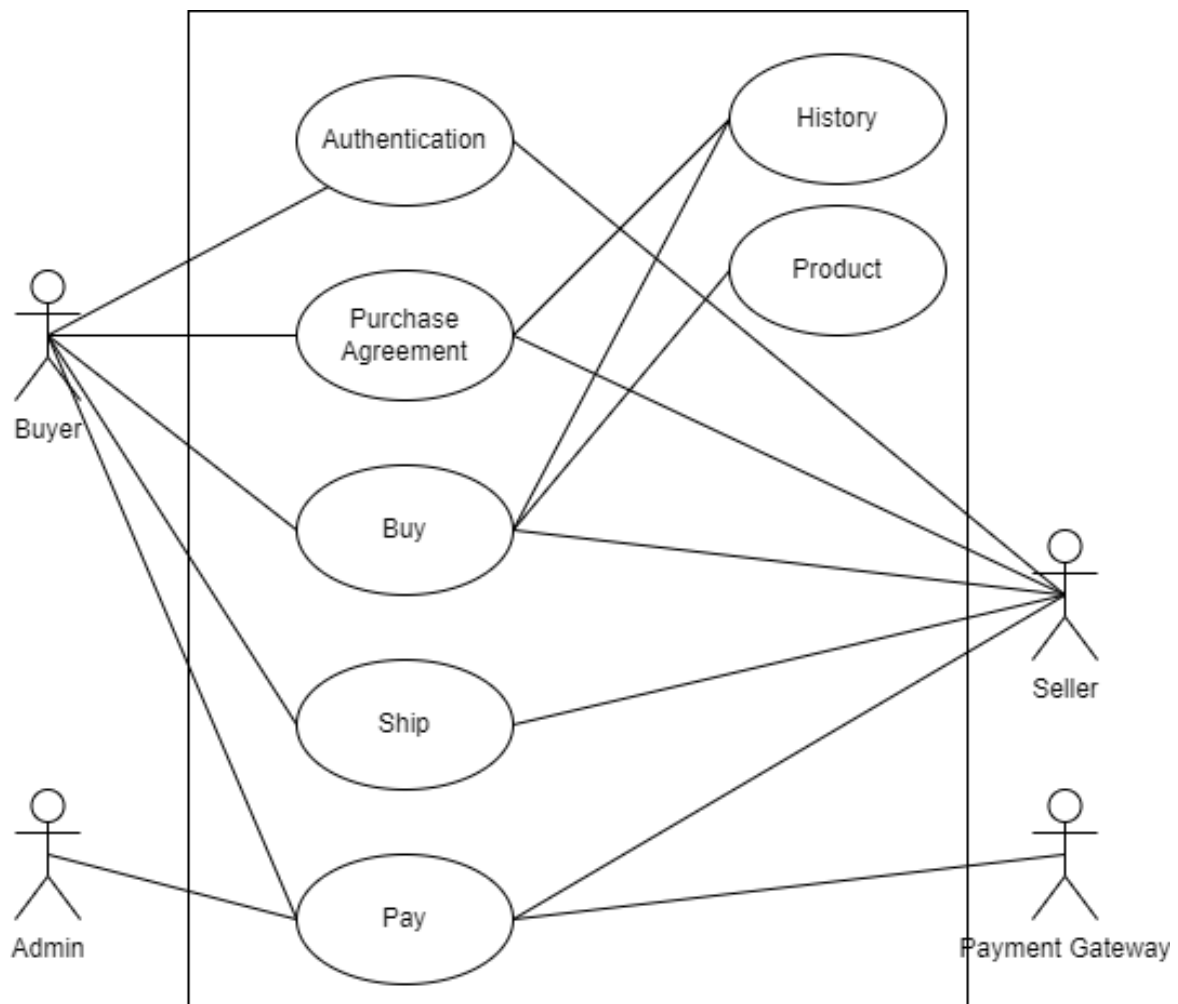 Authentication
History
Product
Purchase
Agreement
Buyer
Buy
Seller
Ship
Pay
Admin
Payment Gateway